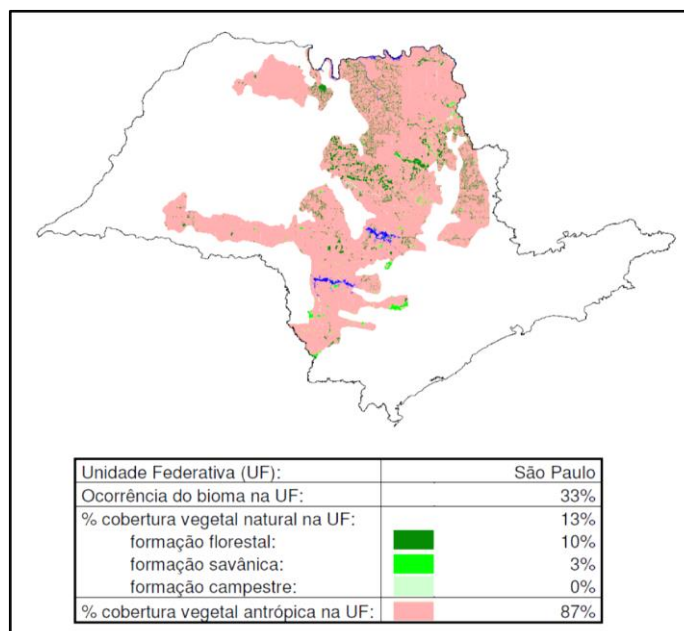 Unidade Federativa (UF): São Paulo
Ocorrência do bioma na UF: 33%
% cobertura vegetal natural na UF: 13%
formação florestal: 10%
formação savânica: 3%
formação campestre: 0%
% cobertura vegetal antrópica na UF: 87%